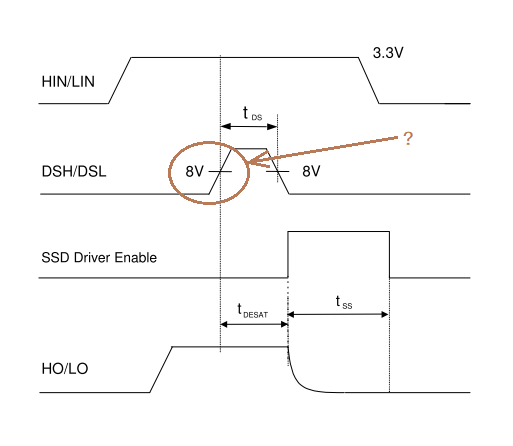 3.3V
HIN/LIN
t DS
?
DSH/DSL
8V
8V
SSD Driver Enable
t DESAT
t SS
HO/LO